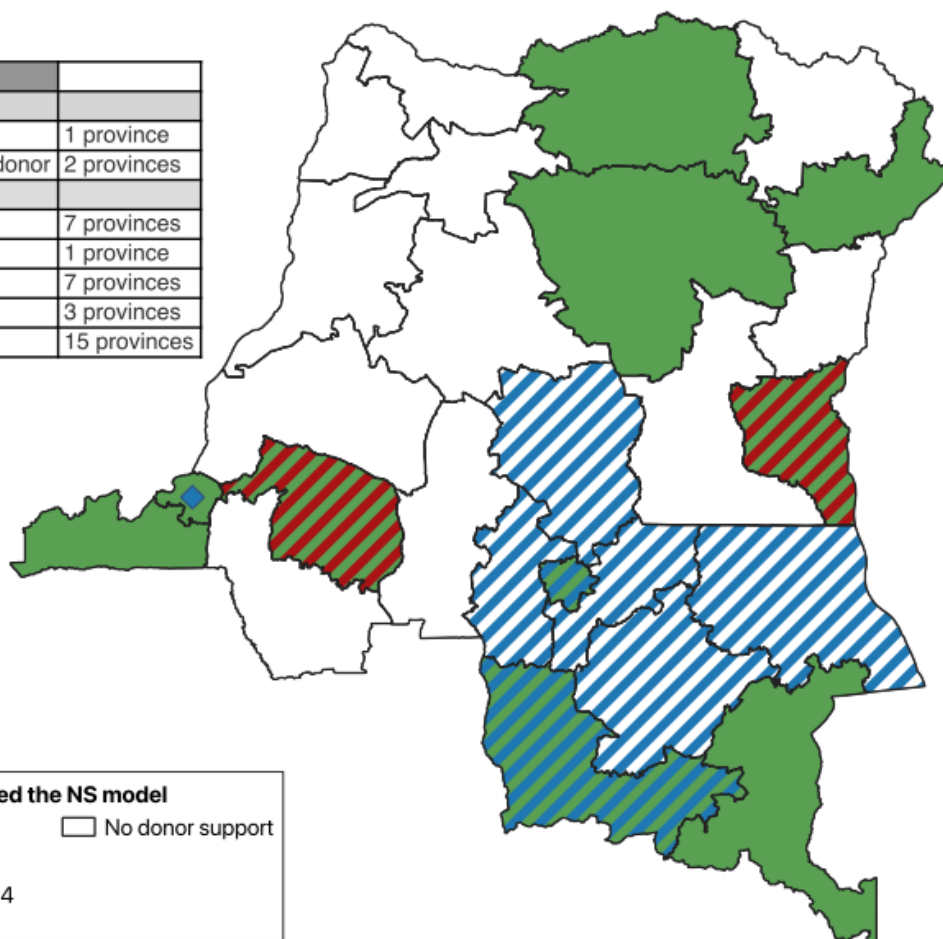 1 province
donor 2 provinces
7 provinces
1 province
7 provinces
3 provinces
15 provinces
ed the NS model
No donor support
4